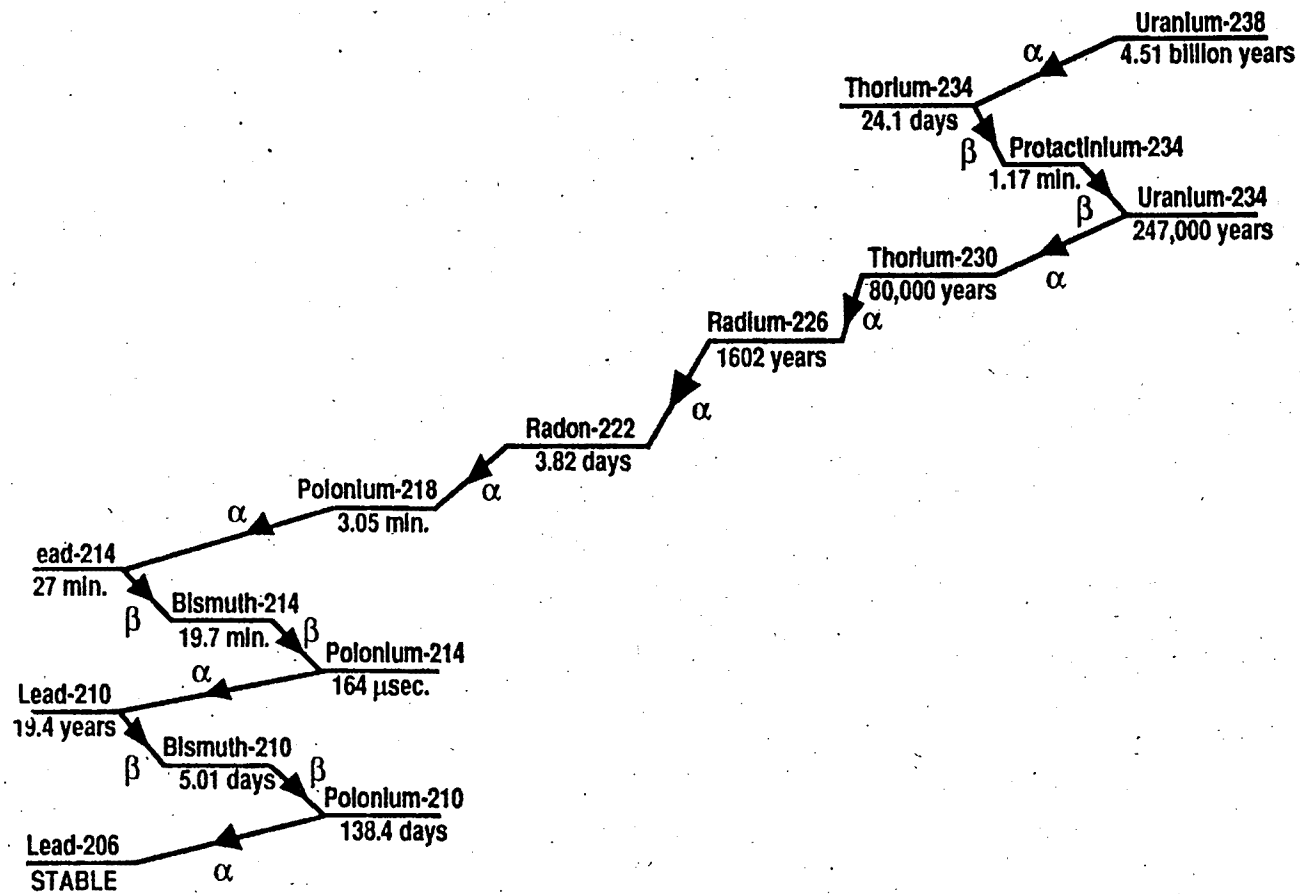 Uranium-238
4.51 billion years
α
Thorium-234
24.1 days
β
Protactinium-234
1.17 min.
β
Uranium-234
247,000 years
α
Thorium-230
80,000 years
α
Radium-226
1602 years
α
Radon-222
3.82 days
α
Polonium-218
3.05 min.
α
ead-214
27 min.
β
Bismuth-214
19.7 min.
β
Polonium-214
164 μsec.
α
Lead-210
19.4 years
β
Bismuth-210
5.01 days
β
Polonium-210
138.4 days
α
Lead-206
STABLE